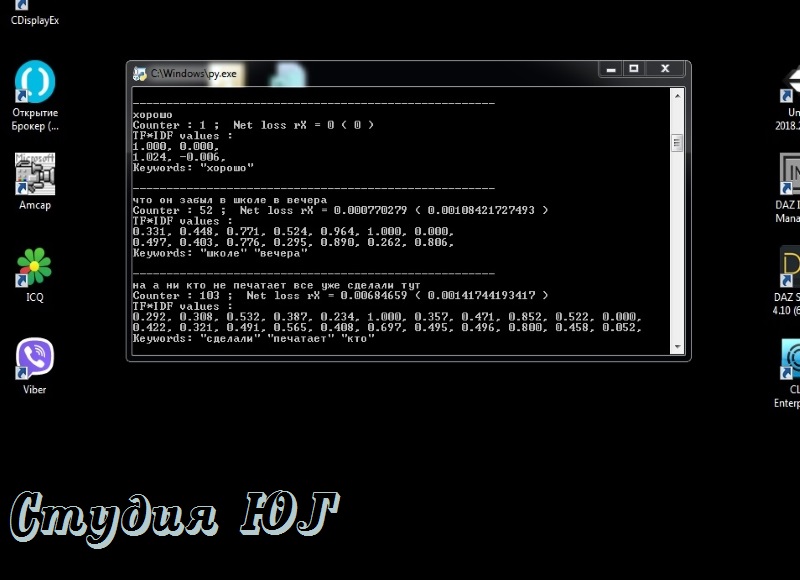 CDisplayEx
Открытие
Брокер (...
Microsoft
Amcap
ICQ
Viber
C:\Windows\py.exe
------------------------------------------------------
хорошо
Counter : 1 ;  Net loss rX = 0 ( 0 )
TF*IDF values :
1.000, 0.000,
1.024, -0.006,
Keywords: "хорошо"
------------------------------------------------------
что он забыл в школе в вечера
Counter : 52 ;  Net loss rX = 0.000770279 ( 0.00108421727493 )
TF*IDF values :
0.331, 0.448, 0.771, 0.524, 0.964, 1.000, 0.000,
0.497, 0.403, 0.776, 0.295, 0.890, 0.262, 0.806,
Keywords: "школе" "вечера"
------------------------------------------------------
на а ни кто не печатает все уже сделали тут
Counter : 103 ;  Net loss rX = 0.00684659 ( 0.00141744193417 )
TF*IDF values :
0.292, 0.308, 0.532, 0.387, 0.234, 1.000, 0.357, 0.471, 0.852, 0.522, 0.000,
0.422, 0.321, 0.491, 0.565, 0.408, 0.697, 0.495, 0.496, 0.800, 0.458, 0.052,
Keywords: "сделали" "печатает" "кто"
Un
2018.2
DAZ I
Mana
DAZ S
4.10 (6
CL
Enterp
Студия ЮГ